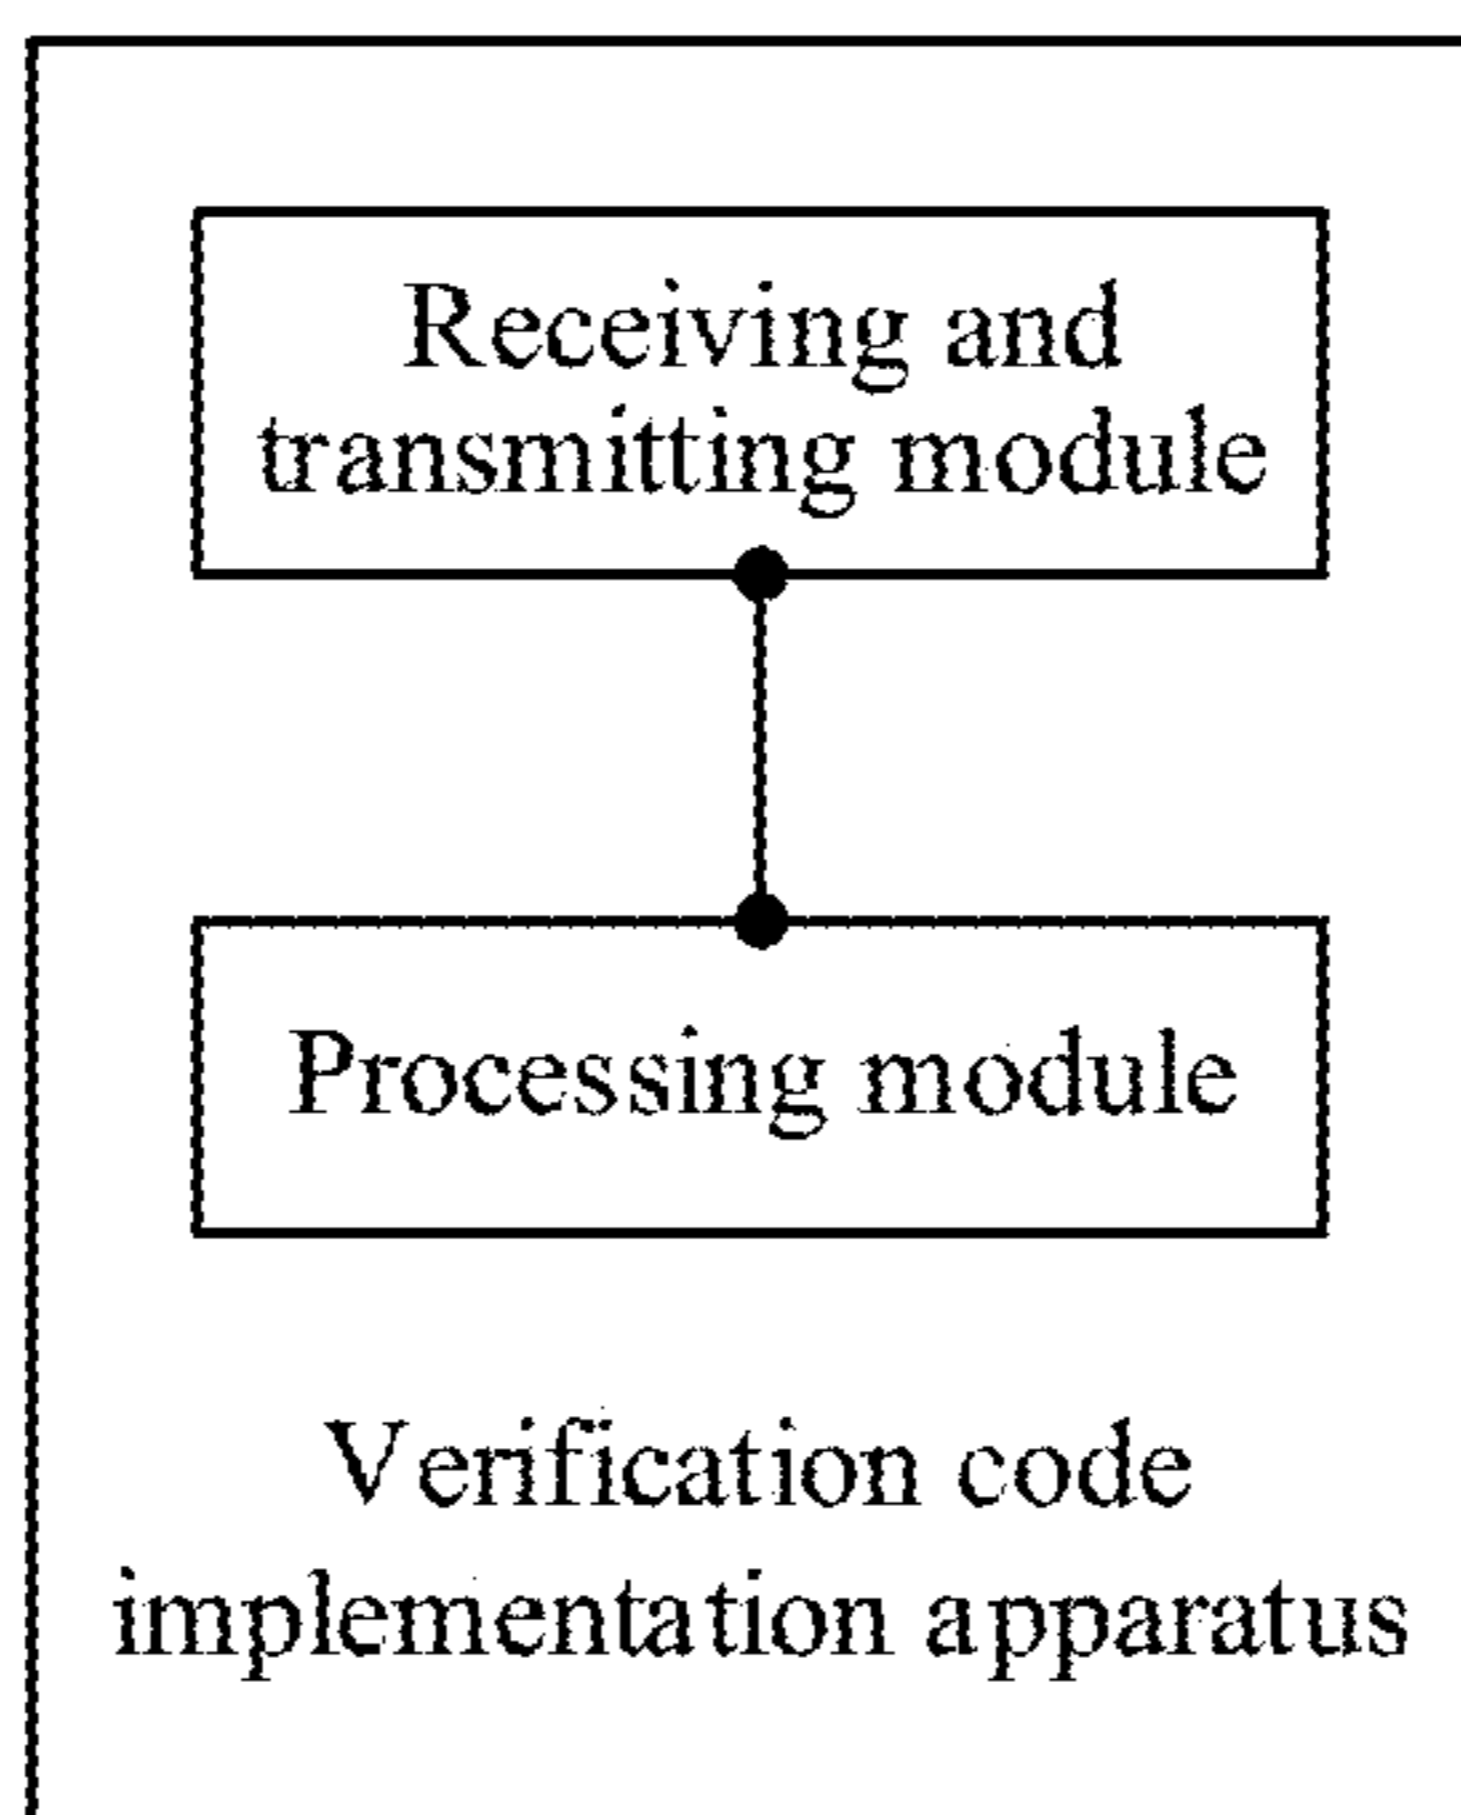 Receiving and
transmitting module
Processing module
Verification code
implementation apparatus